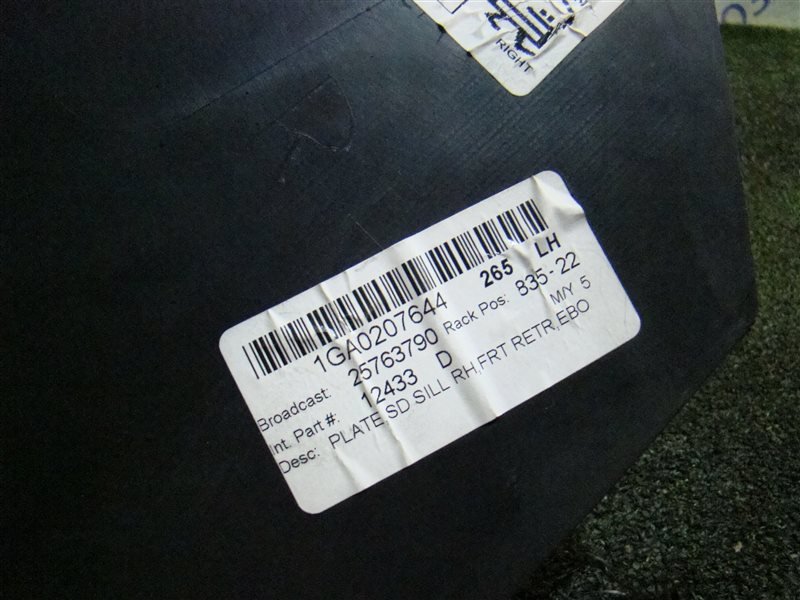 RIGHT
1GA0207644 265 LH
Broadcast: 25763790 Rack Pos: 835-22
Int. Part #: 12433 D M/Y 5
Desc: PLATE SD SILL RH,FRT RETR,EBO